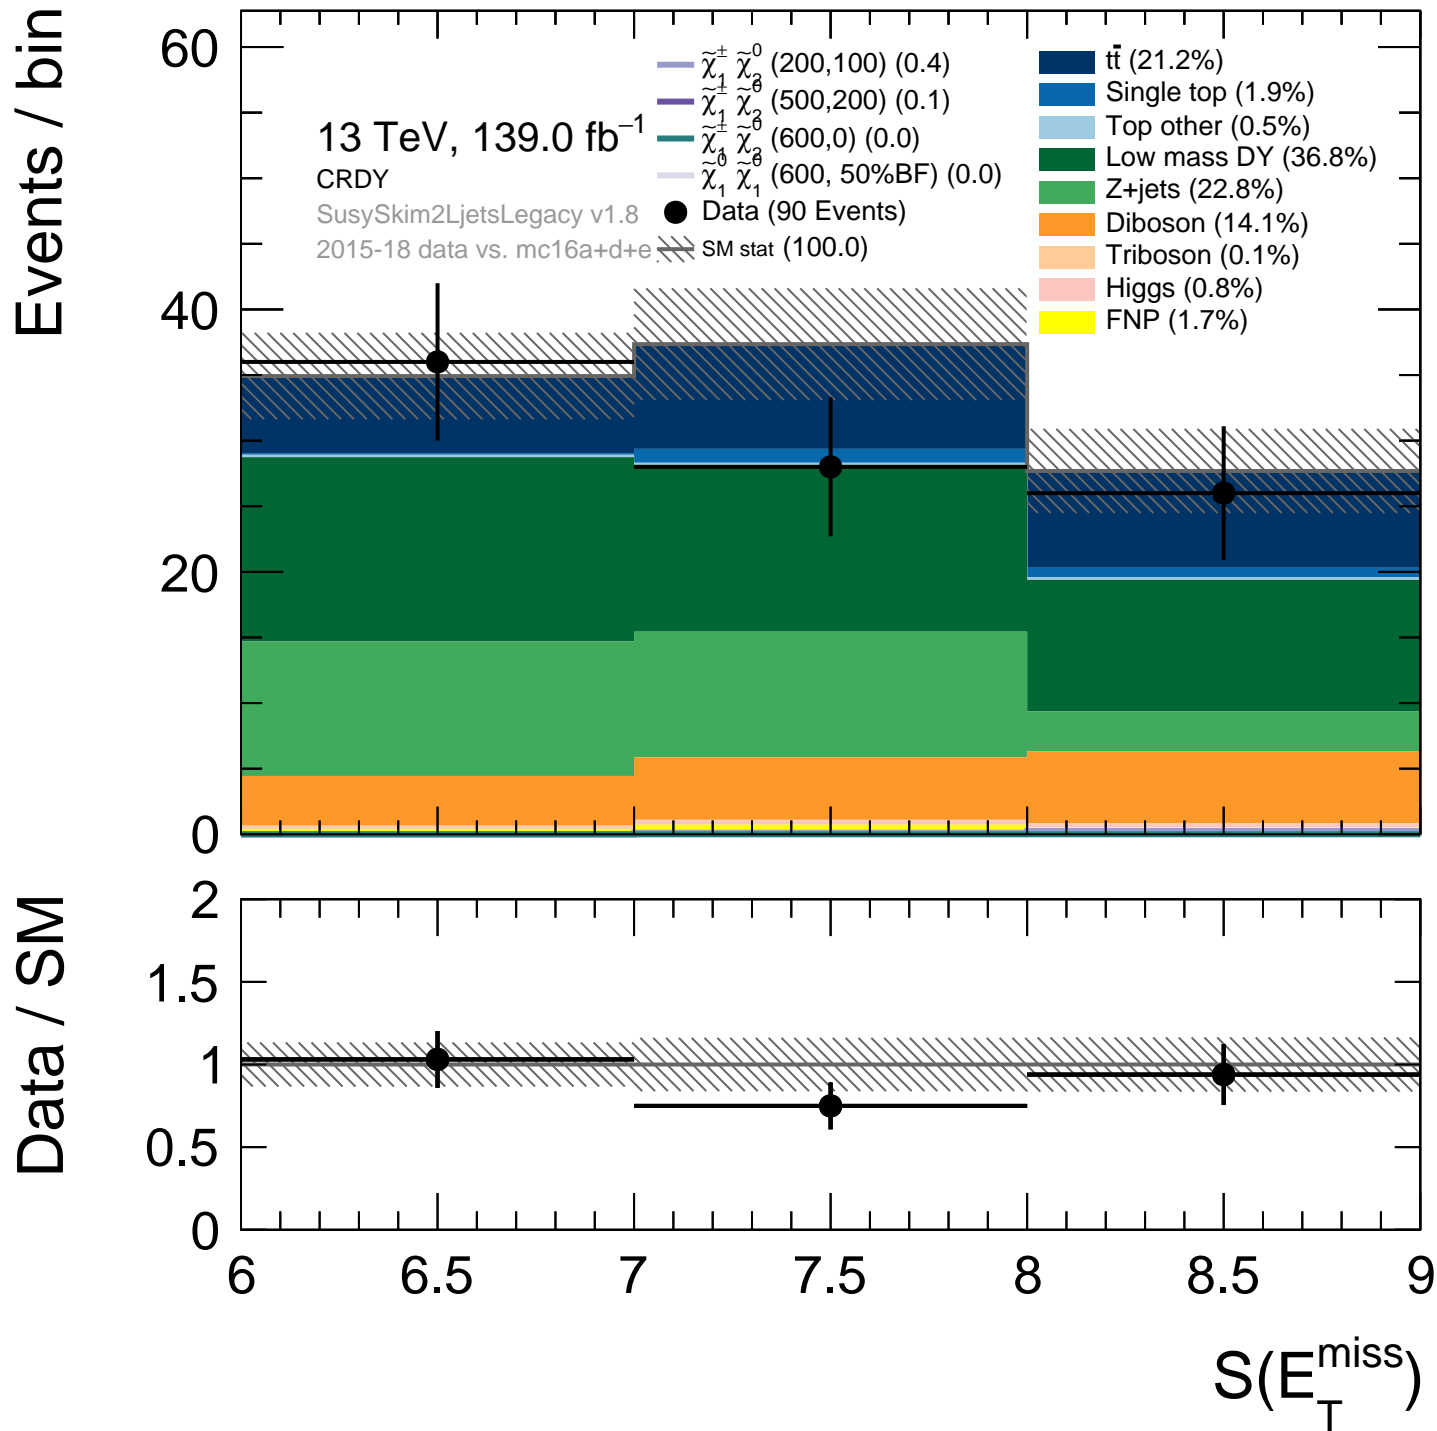 Events / bin
60
40
20
0
13 TeV, 139.0 fb⁻¹
CRDY
SusySkim2LjetsLegacy v1.8
2015-18 data vs. mc16a+d+e
χ̃₁± χ̃₂⁰ (200,100) (0.4)
χ̃₁± χ̃₂⁰ (500,200) (0.1)
χ̃₁± χ̃₂⁰ (600,0) (0.0)
χ̃₁⁰ χ̃₁⁰ (600, 50%BF) (0.0)
Data (90 Events)
SM stat (100.0)
tt̄ (21.2%)
Single top (1.9%)
Top other (0.5%)
Low mass DY (36.8%)
Z+jets (22.8%)
Diboson (14.1%)
Triboson (0.1%)
Higgs (0.8%)
FNP (1.7%)
Data / SM
2
1.5
1
0.5
0
6 6.5 7 7.5 8 8.5 9
S(E_T^miss)